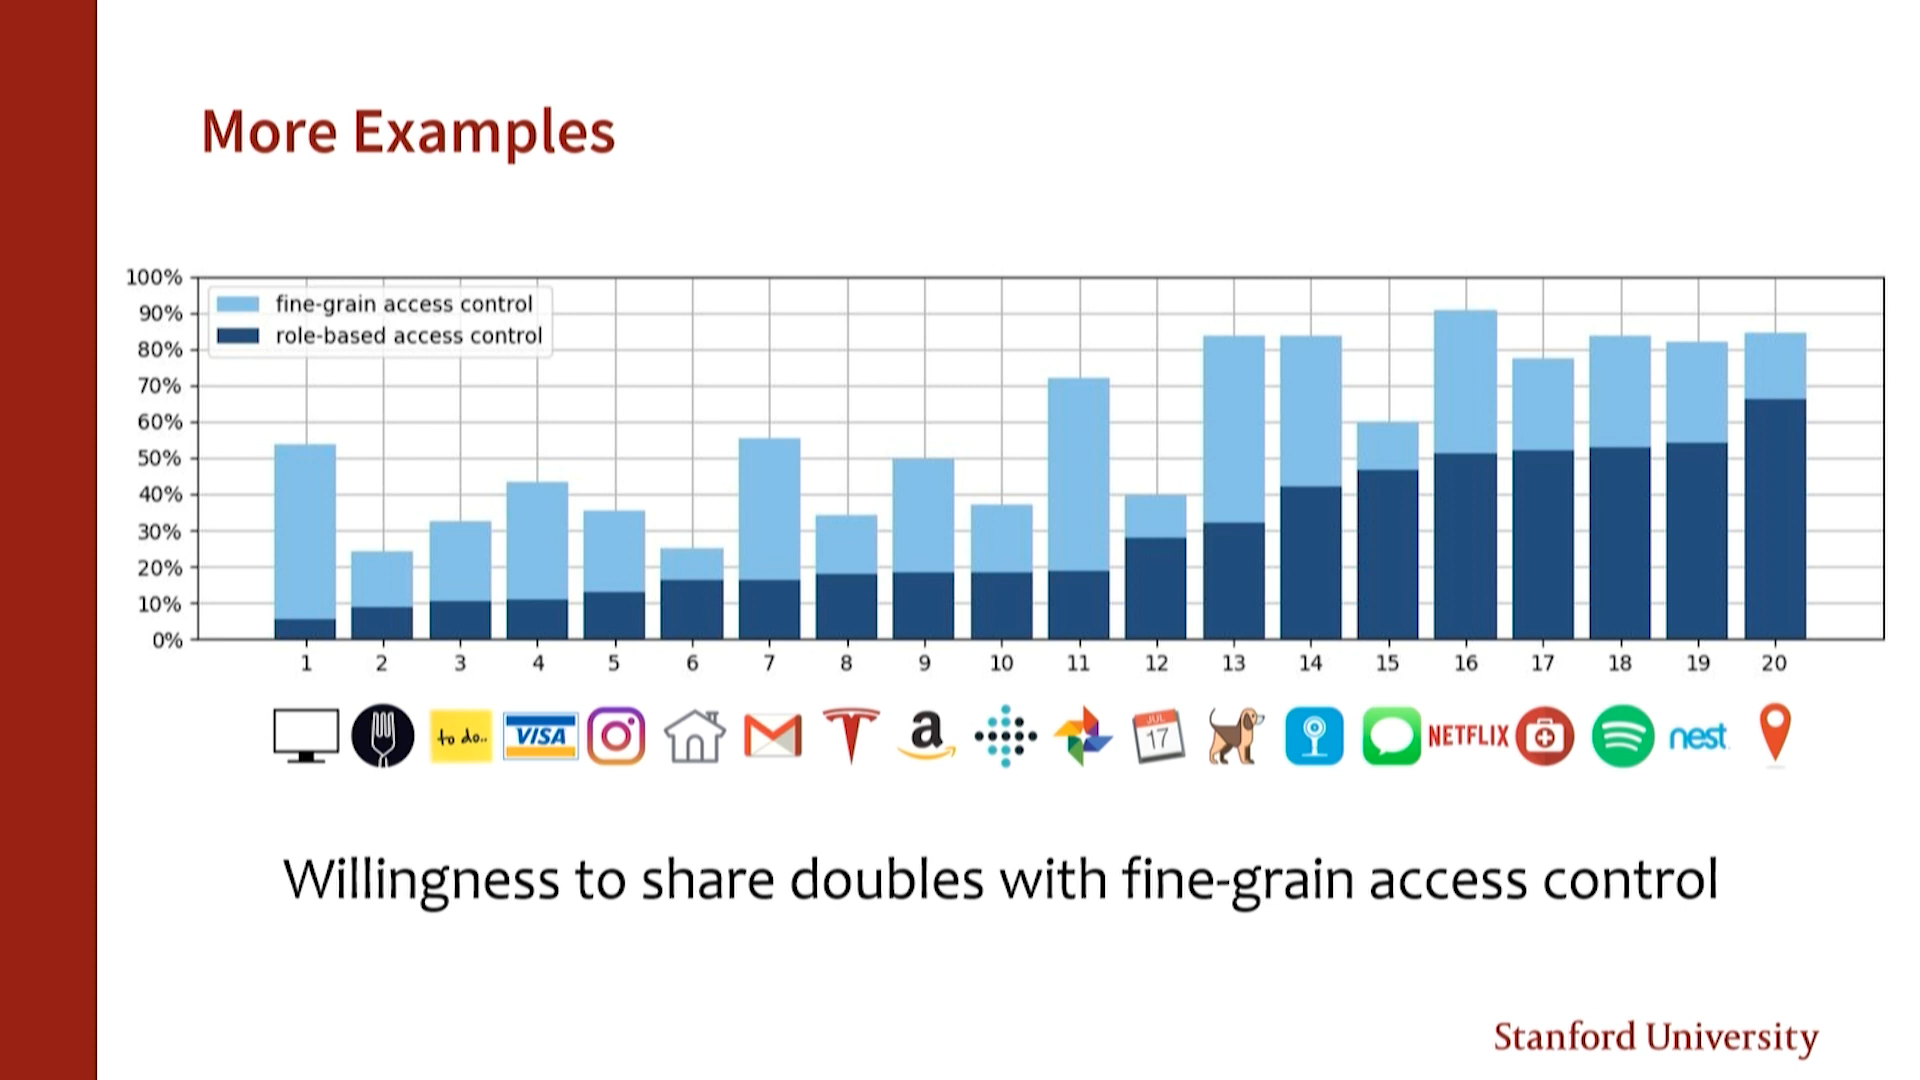 More Examples
100%
90%
80%
70%
60%
50%
40%
30%
20%
10%
0%
fine-grain access control
role-based access control
1 2 3 4 5 6 7 8 9 10 11 12 13 14 15 16 17 18 19 20
to do.. VISA a JUL 17 NETFLIX nest
Willingness to share doubles with fine-grain access control
Stanford University